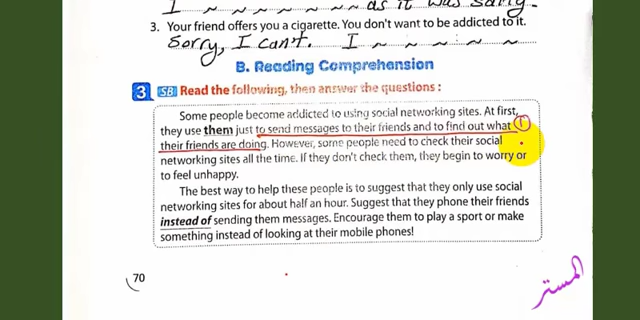 I ~ ~ ~ ~ ~ ~ ~ as it was salty.
3. Your friend offers you a cigarette. You don't want to be addicted to it.
Sorry, I can't. I ~ ~ ~ ~ ~
B. Reading Comprehension
3 SB Read the following, then answer the questions :
Some people become addicted to using social networking sites. At first,
they use them just to send messages to their friends and to find out what ①
their friends are doing. However, some people need to check their social
networking sites all the time. If they don't check them, they begin to worry or
to feel unhappy.
The best way to help these people is to suggest that they only use social
networking sites for about half an hour. Suggest that they phone their friends
instead of sending them messages. Encourage them to play a sport or make
something instead of looking at their mobile phones!
70
المستر